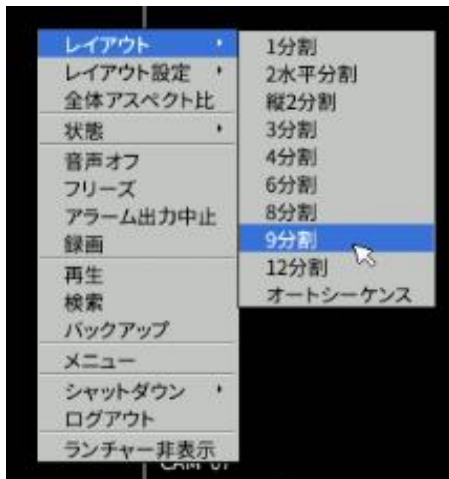 レイアウト
レイアウト設定
全体アスペクト比
状態
音声オフ
フリーズ
アラーム出力中止
録画
再生
検索
バックアップ
メニュー
シャットダウン
ログアウト
ランチャー非表示
1分割
2水平分割
縦2分割
3分割
4分割
6分割
8分割
9分割
12分割
オートシーケンス